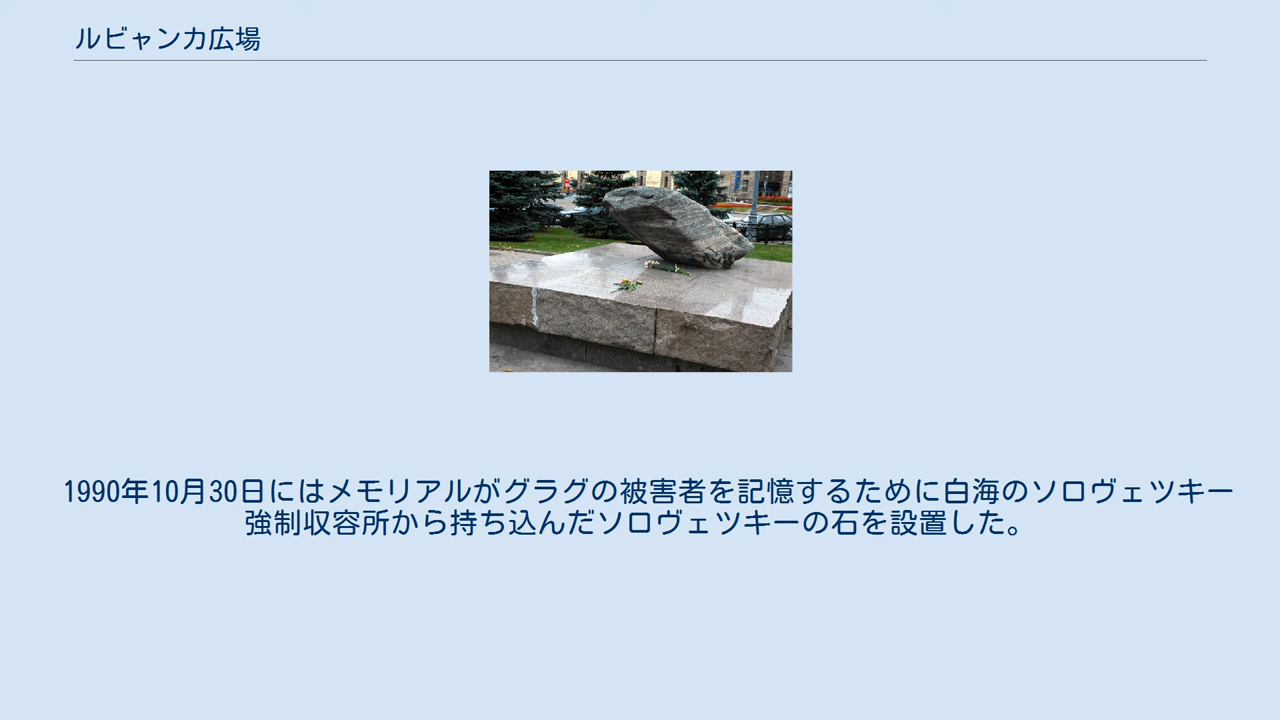 ルビャンカ広場
1990年10月30日にはメモリアルがグラグの被害者を記憶するために白海のソロヴェツキー
強制収容所から持ち込んだソロヴェツキーの石を設置した。